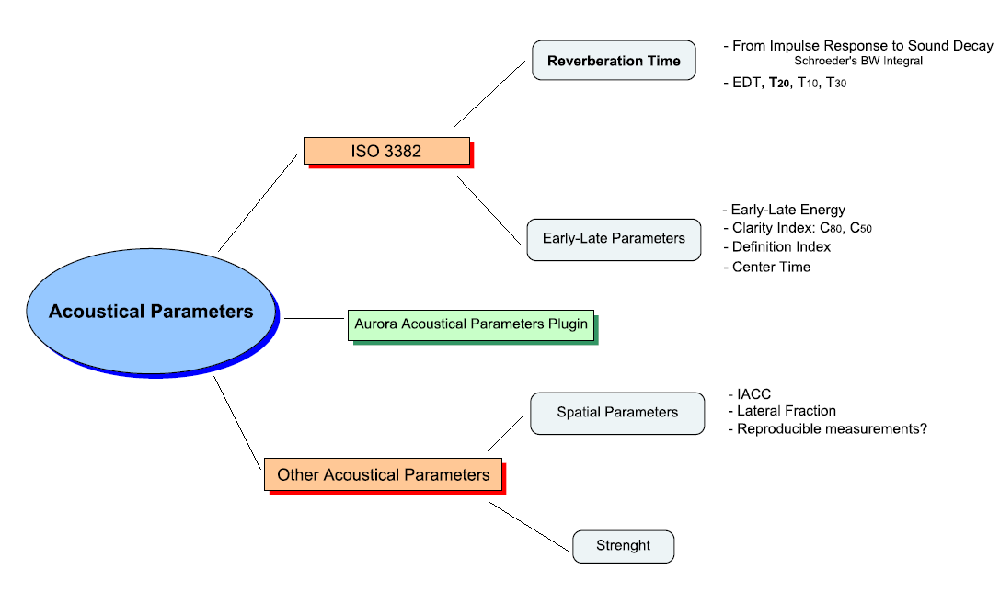 Reverberation Time
- From Impulse Response to Sound Decay
Schroeder's BW Integral
- EDT, T20, T10, T30
ISO 3382
Early-Late Parameters
- Early-Late Energy
- Clarity Index: C80, C50
- Definition Index
- Center Time
Acoustical Parameters
Aurora Acoustical Parameters Plugin
Spatial Parameters
- IACC
- Lateral Fraction
- Reproducible measurements?
Other Acoustical Parameters
Strenght